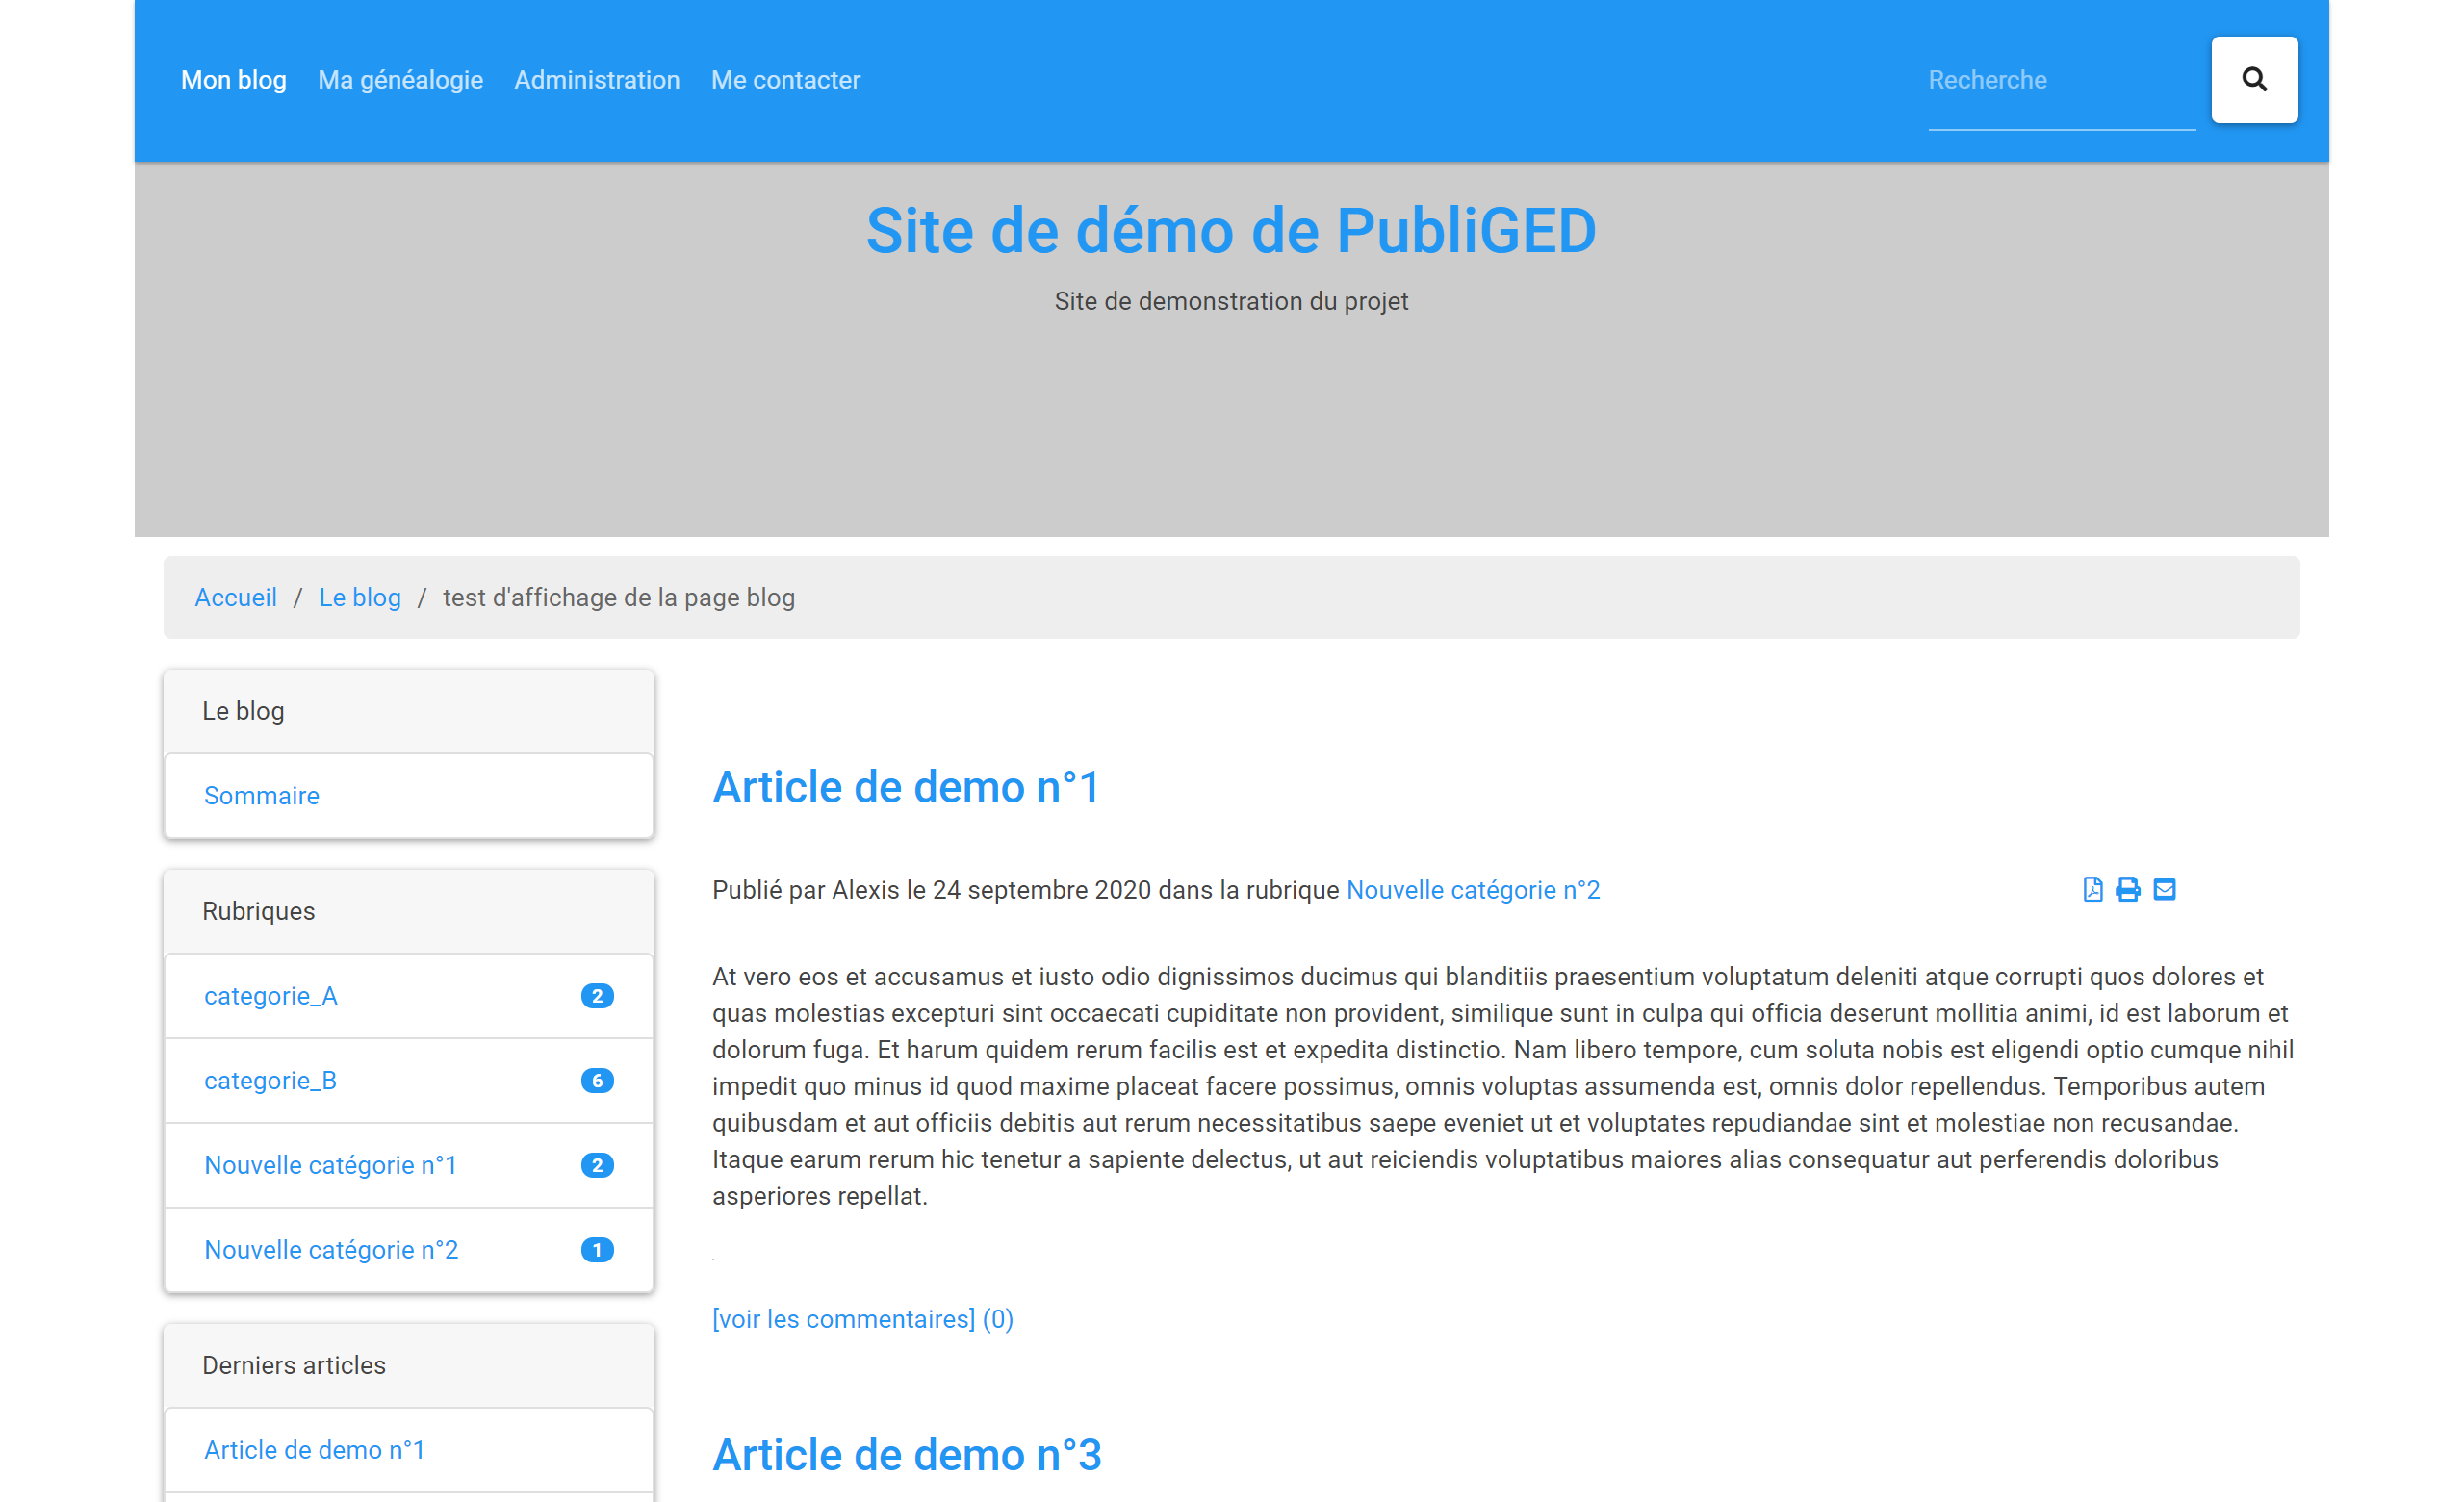 Mon blog Ma généalogie Administration Me contacter Recherche
Site de démo de PubliGED
Site de demonstration du projet
Accueil / Le blog / test d'affichage de la page blog
Le blog
Sommaire
Rubriques
categorie_A 2
categorie_B 6
Nouvelle catégorie n°1 2
Nouvelle catégorie n°2 1
Derniers articles
Article de demo n°1
Article de demo n°1
Publié par Alexis le 24 septembre 2020 dans la rubrique Nouvelle catégorie n°2
At vero eos et accusamus et iusto odio dignissimos ducimus qui blanditiis praesentium voluptatum deleniti atque corrupti quos dolores et
quas molestias excepturi sint occaecati cupiditate non provident, similique sunt in culpa qui officia deserunt mollitia animi, id est laborum et
dolorum fuga. Et harum quidem rerum facilis est et expedita distinctio. Nam libero tempore, cum soluta nobis est eligendi optio cumque nihil
impedit quo minus id quod maxime placeat facere possimus, omnis voluptas assumenda est, omnis dolor repellendus. Temporibus autem
quibusdam et aut officiis debitis aut rerum necessitatibus saepe eveniet ut et voluptates repudiandae sint et molestiae non recusandae.
Itaque earum rerum hic tenetur a sapiente delectus, ut aut reiciendis voluptatibus maiores alias consequatur aut perferendis doloribus
asperiores repellat.
[voir les commentaires] (0)
Article de demo n°3